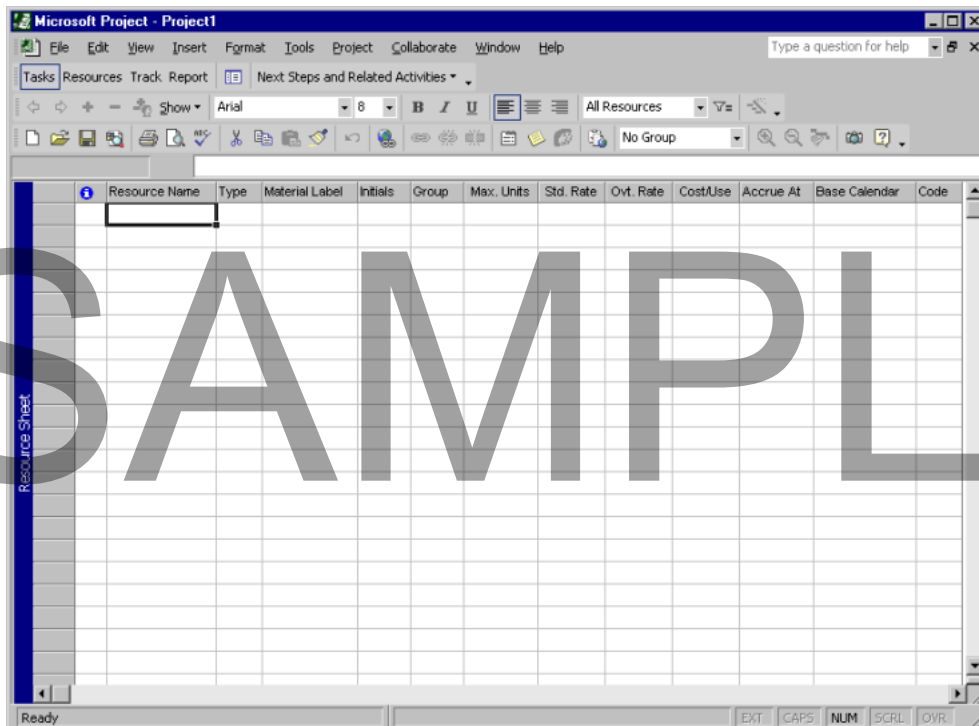 Microsoft Project - Project1
File Edit View Insert Format Tools Project Collaborate Window Help Type a question for help
Tasks Resources Track Report Next Steps and Related Activities
Show Arial 8 B I U All Resources
No Group
Resource Name Type Material Label Initials Group Max. Units Std. Rate Ovt. Rate Cost/Use Accrue At Base Calendar Code
SAMPL
Resource Sheet
Ready EXT CAPS NUM SCRL OVR